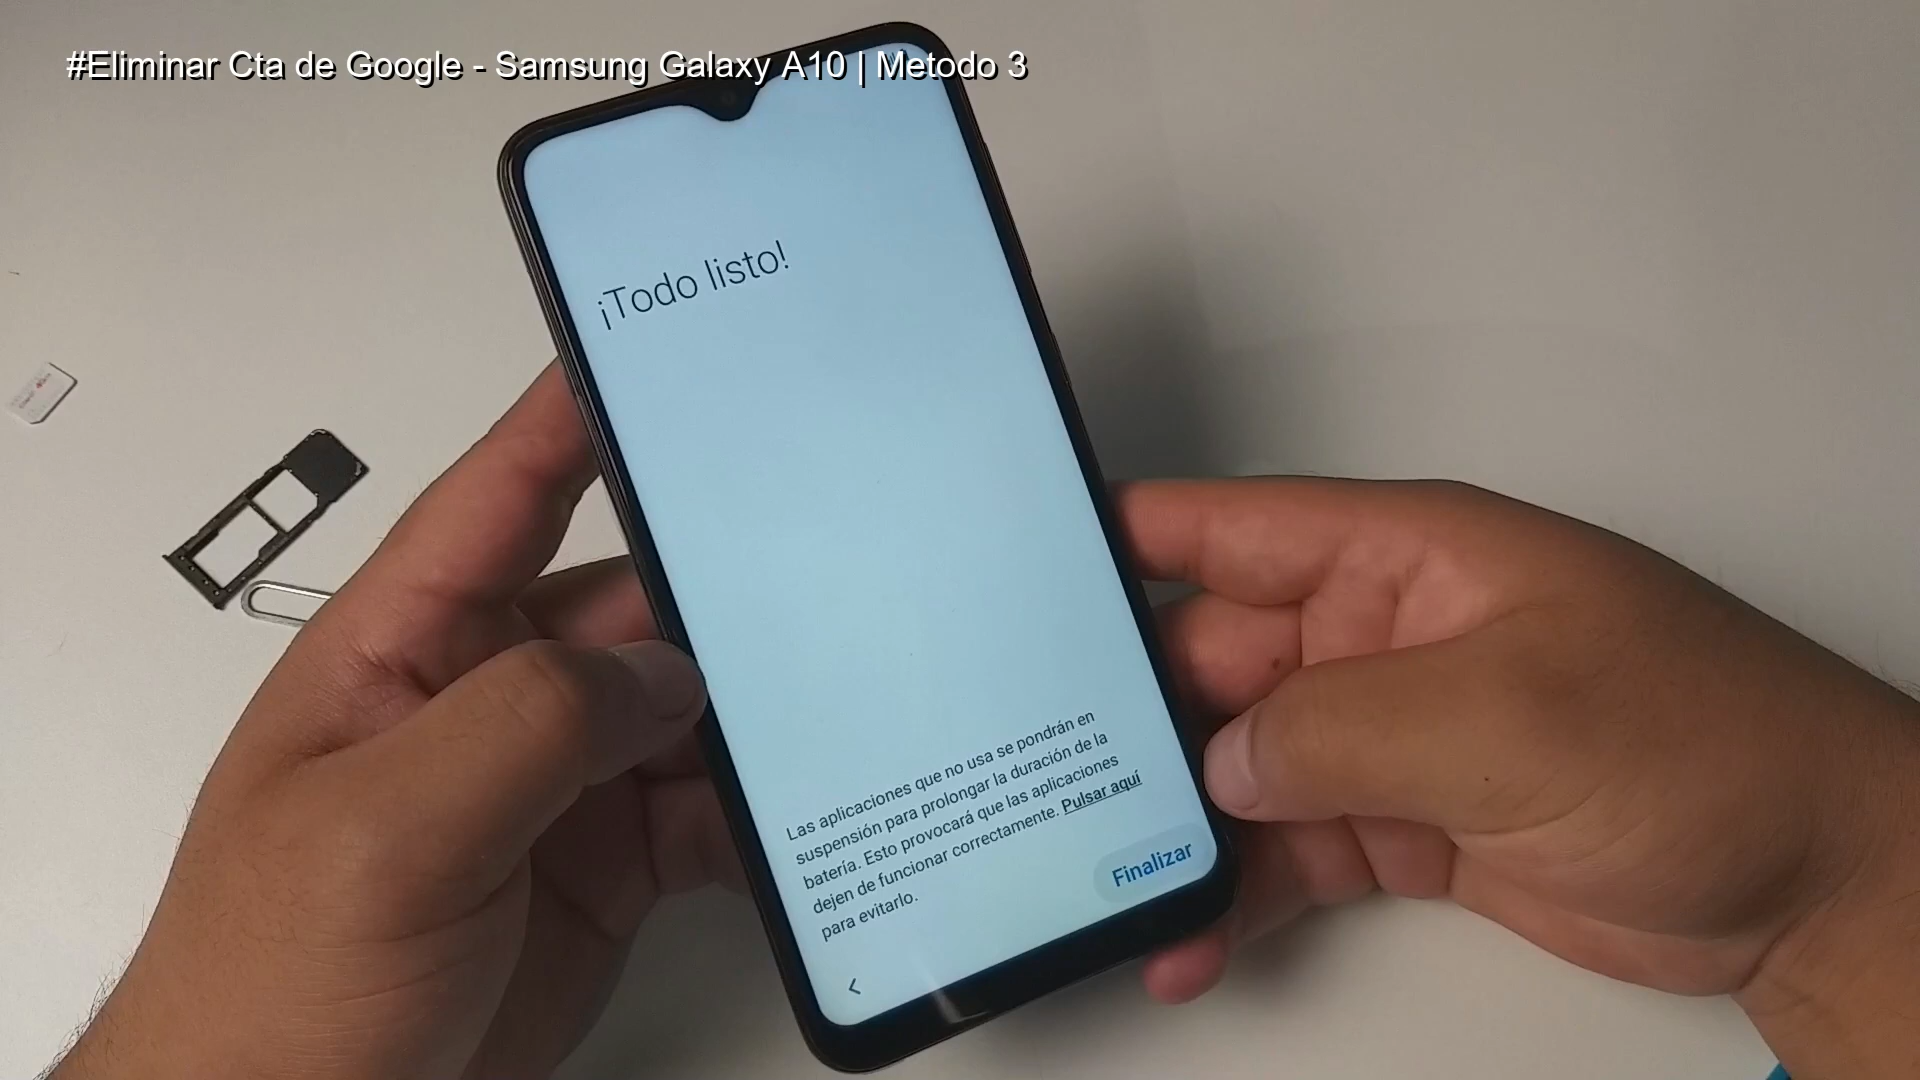 #Eliminar Cta de Google - Samsung Galaxy A10 | Metodo 3
¡Todo listo!
Las aplicaciones que no usa se pondrán en
suspensión para prolongar la duración de la
batería. Esto provocará que las aplicaciones
dejen de funcionar correctamente. Pulsar aquí
para evitarlo.
Finalizar